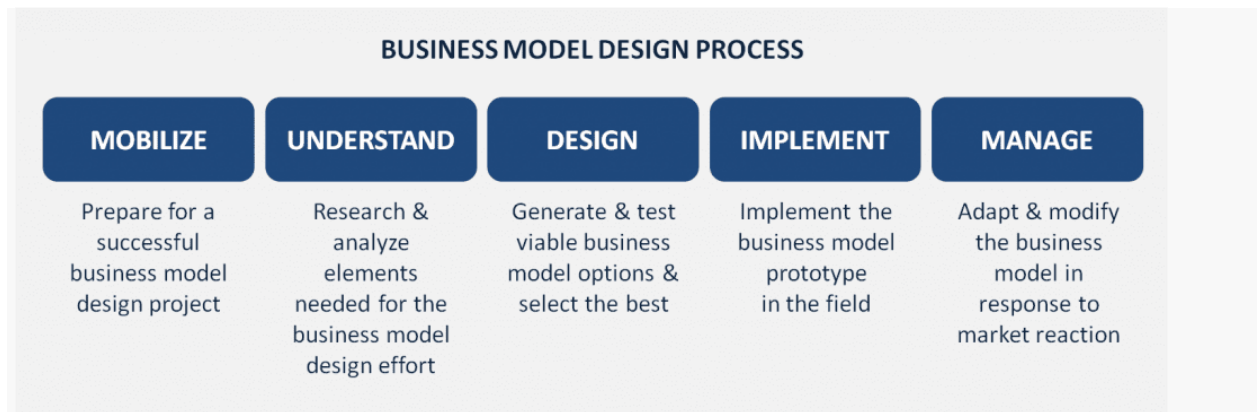 BUSINESS MODEL DESIGN PROCESS
MOBILIZE
Prepare for a
successful
business model
design project
UNDERSTAND
Research &
analyze
elements
needed for the
business model
design effort
DESIGN
Generate & test
viable business
model options &
select the best
IMPLEMENT
Implement the
business model
prototype
in the field
MANAGE
Adapt & modify
the business
model in
response to
market reaction